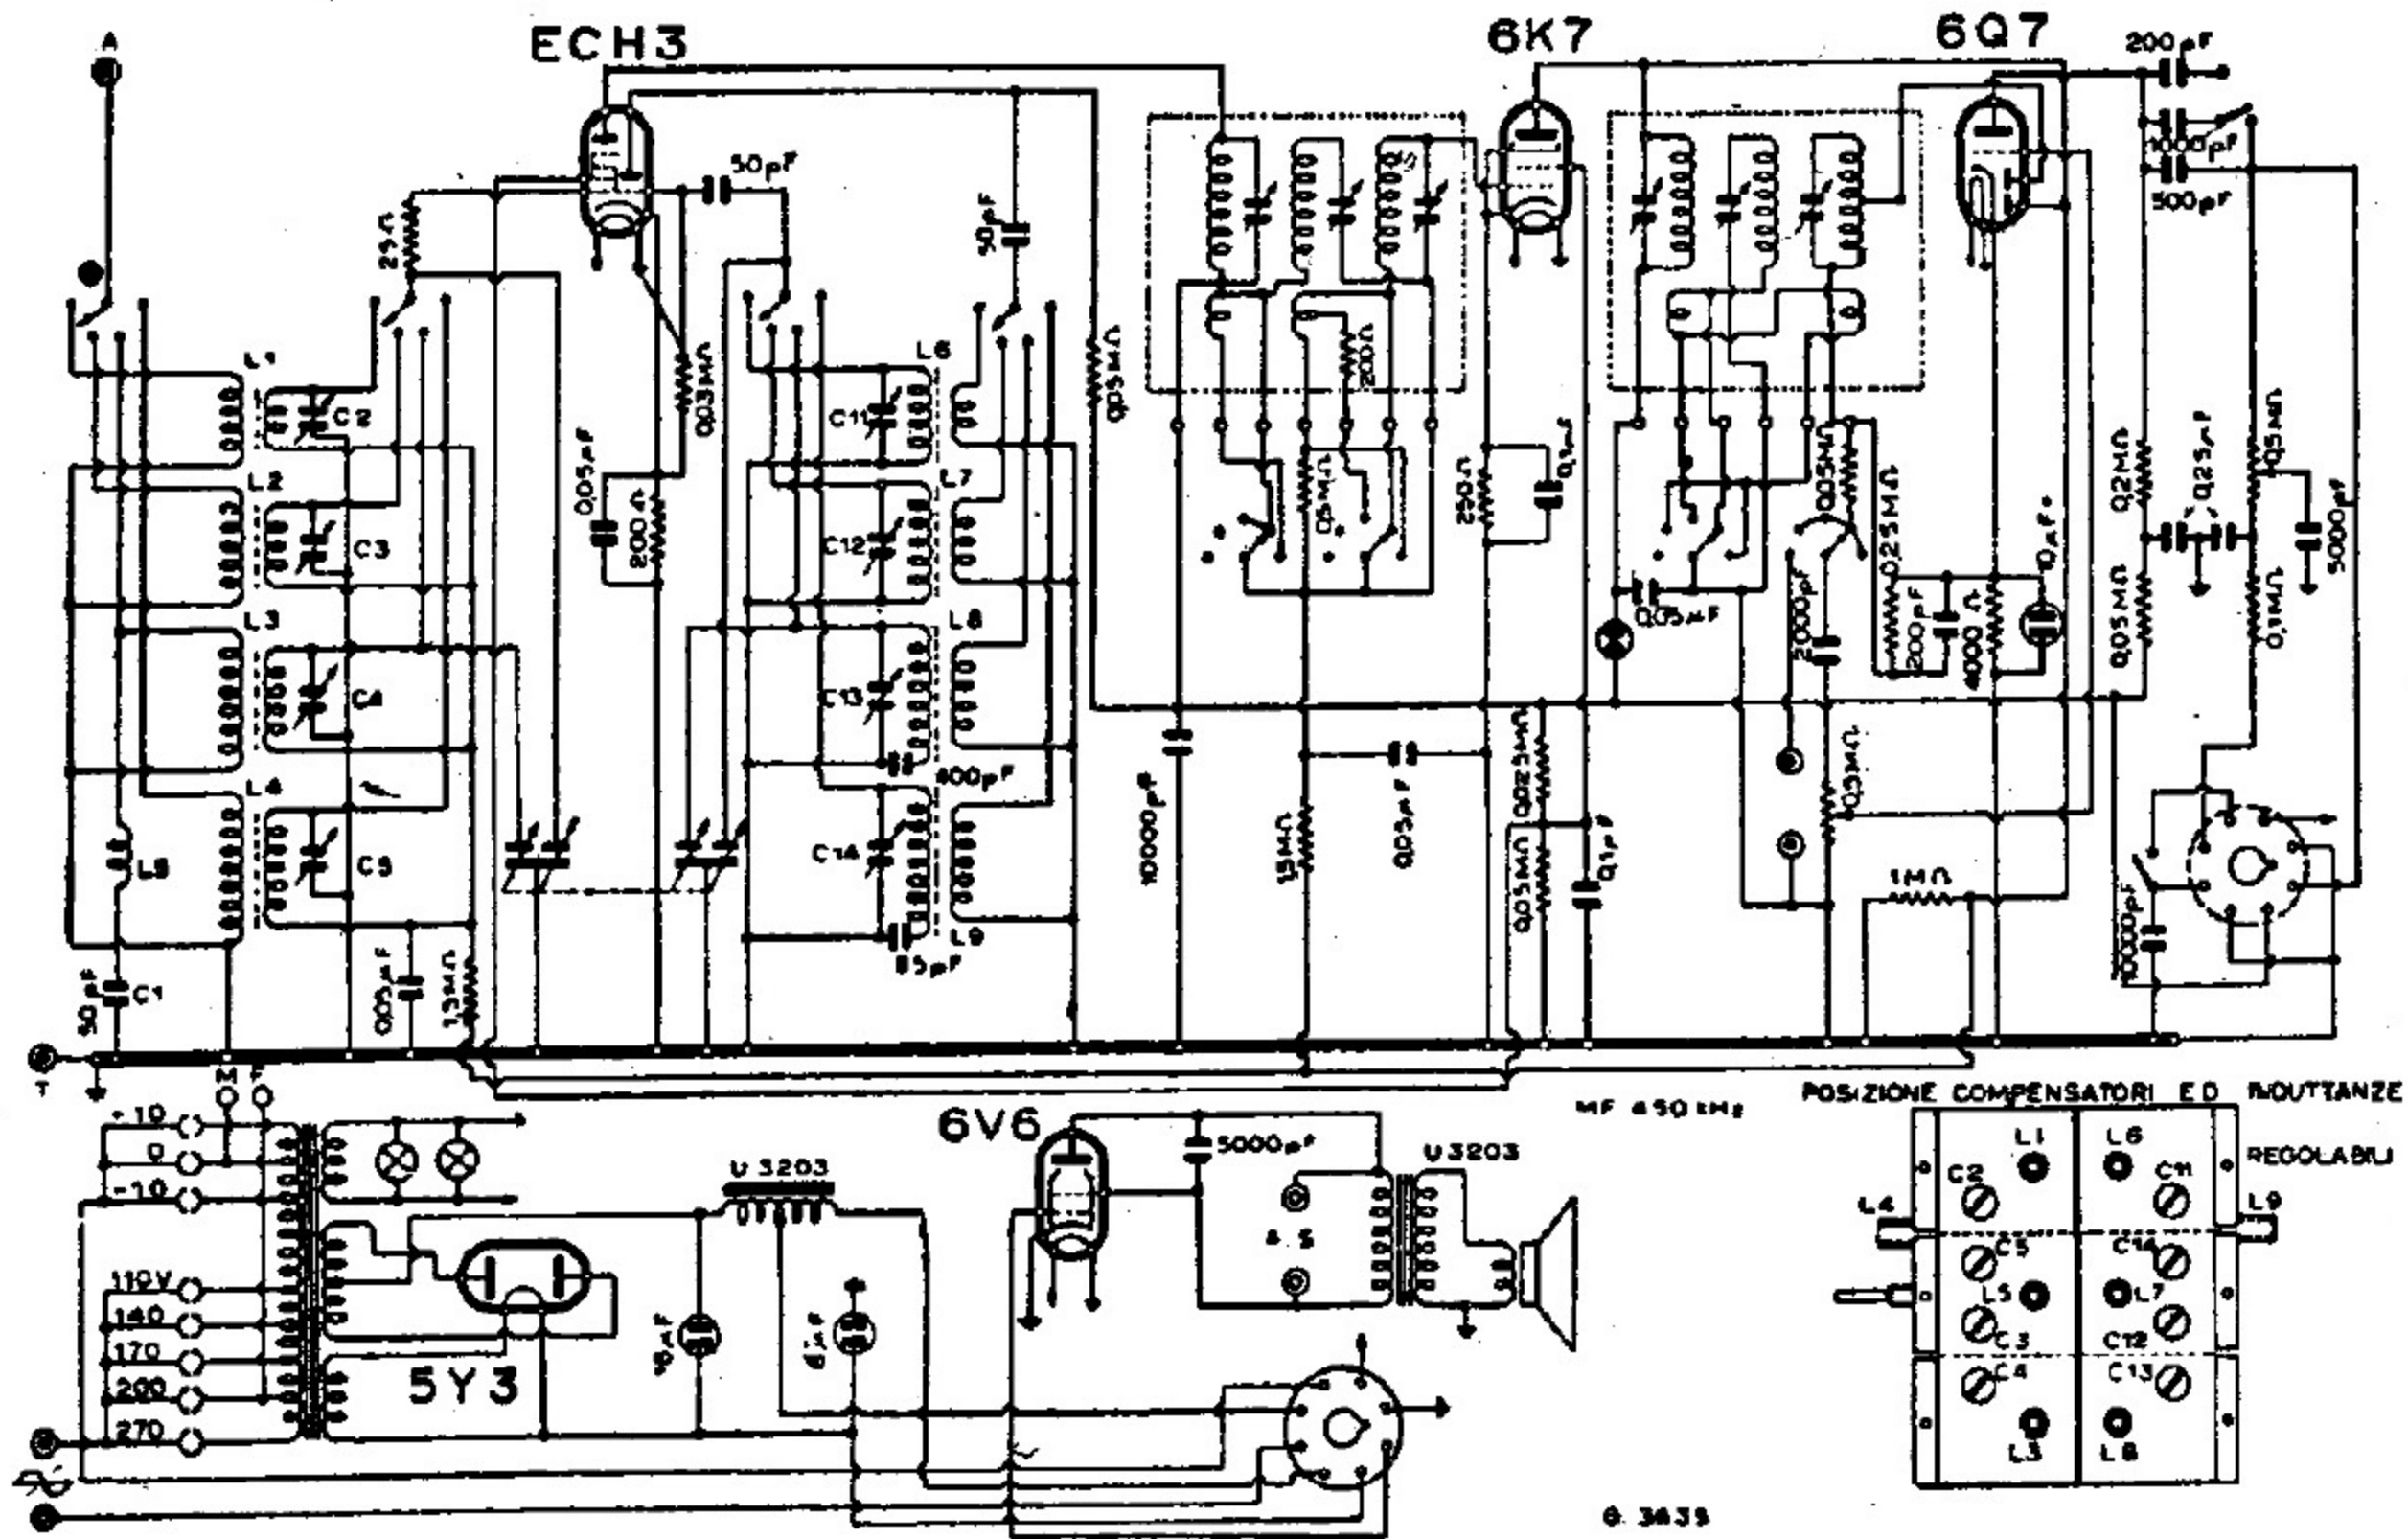 A
ECH3
6K7
6Q7
200pF
1000pF
500pF
50pF
25Ω
50pF
0,03MΩ
0,05MΩ
200Ω
L1
C2
L2
C3
L3
C4
L4
C5
L5
50pF
C1
0,05µF
1,5MΩ
0,05µF
200Ω
L6
C11
L7
C12
L8
C13
400pF
C14
L9
85pF
10000pF
0,5MΩ
1,5MΩ
0,05µF
250Ω
0,1µF
0,025MΩ
0,05MΩ
0,1µF
0,05µF
0,05MΩ
2000pF
0,25MΩ
200pF
4000Ω
10µF
0,5MΩ
1MΩ
0,2MΩ
0,05MΩ
0,25µF
0,5MΩ
5000pF
0,1MΩ
10000pF
T
M
F
+10
0
-10
110V
140
170
200
270
5Y3
U 3203
6V6
5000pF
U 3203
A S
MF 450 kHz
POSIZIONE COMPENSATORI ED INDUTTANZE
REGOLABILI
L1
L6
C2
C11
L4
L9
C5
C14
L5
L7
C3
C12
C4
C13
L3
L8